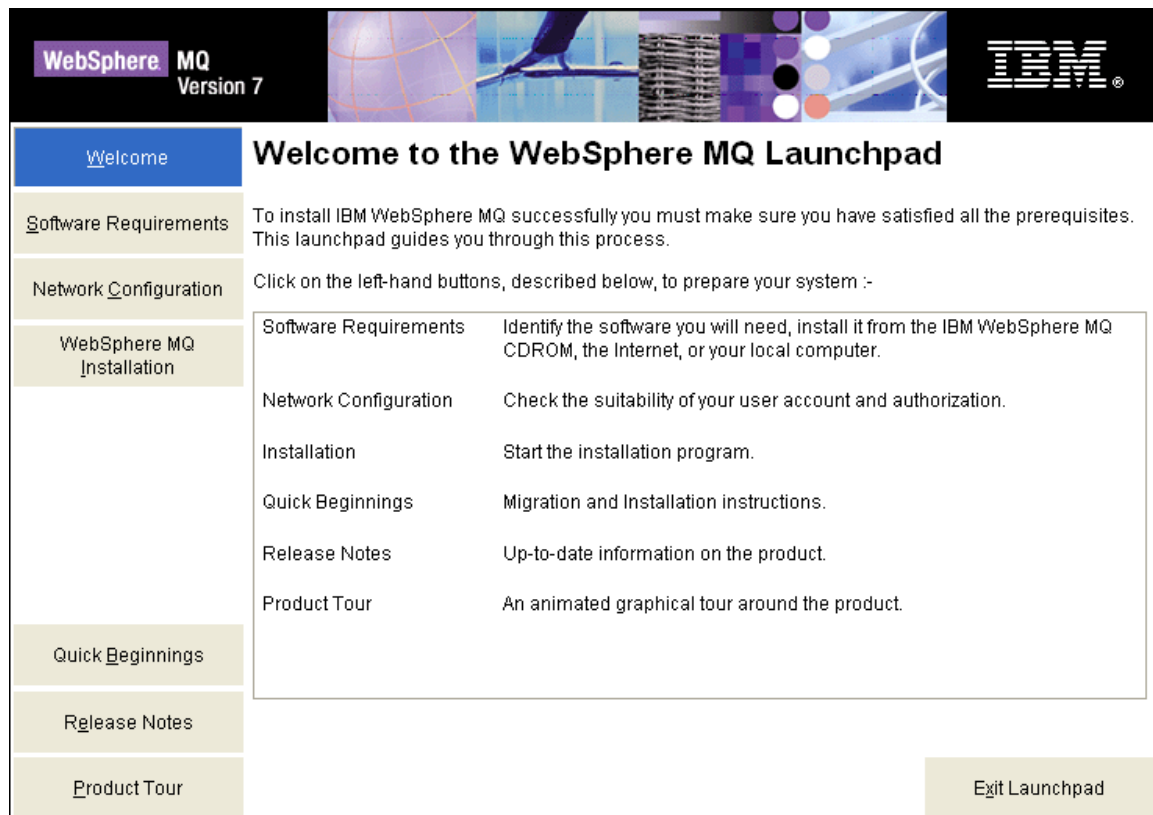 WebSphere MQ
Version 7
IBM®
Welcome
Software Requirements
Network Configuration
WebSphere MQ
Installation
Quick Beginnings
Release Notes
Product Tour
Welcome to the WebSphere MQ Launchpad
To install IBM WebSphere MQ successfully you must make sure you have satisfied all the prerequisites.
This launchpad guides you through this process.
Click on the left-hand buttons, described below, to prepare your system :-
Software Requirements Identify the software you will need, install it from the IBM WebSphere MQ
CDROM, the Internet, or your local computer.
Network Configuration Check the suitability of your user account and authorization.
Installation Start the installation program.
Quick Beginnings Migration and Installation instructions.
Release Notes Up-to-date information on the product.
Product Tour An animated graphical tour around the product.
Exit Launchpad